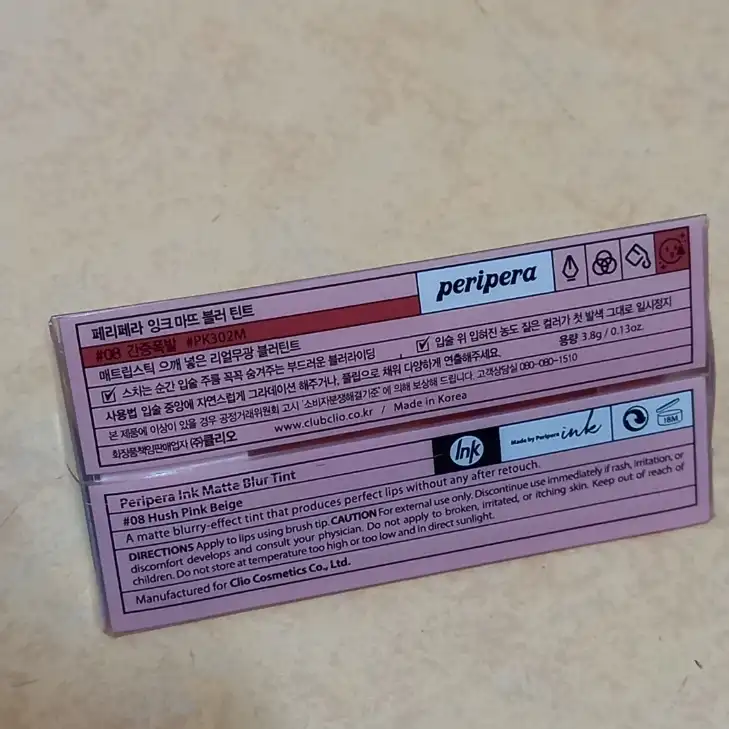 peripera
페리페라 잉크 마뜨 블러 틴트
#08 간증폭발 #PK302M
매트립스틱 으깨 넣은 리얼무광 블러틴트
스치는 순간 입술 주름 꼭꼭 숨겨주는 부드러운 블러라이딩
입술 위 입혀진 농도 짙은 컬러가 첫 발색 그대로 일시정지
사용법 입술 중앙에 자연스럽게 그라데이션 해주거나, 풀립으로 채워 다양하게 연출해주세요.
용량 3.8g / 0.13oz.
본 제품에 이상이 있을 경우 공정거래위원회 고시 '소비자분쟁해결기준'에 의해 보상해 드립니다. 고객상담실 080-080-1510
화장품책임판매업자 (주)클리오
www.clubclio.co.kr / Made in Korea
Ink
Made by Peripera ink
18M
Peripera Ink Matte Blur Tint
#08 Hush Pink Beige
A matte blurry-effect tint that produces perfect lips without any after retouch.
DIRECTIONS Apply to lips using brush tip. CAUTION For external use only. Discontinue use immediately if rash, irritation, or
discomfort develops and consult your physician. Do not apply to broken, irritated, or itching skin. Keep out of reach of
children. Do not store at temperature too high or too low and in direct sunlight.
Manufactured for Clio Cosmetics Co., Ltd.